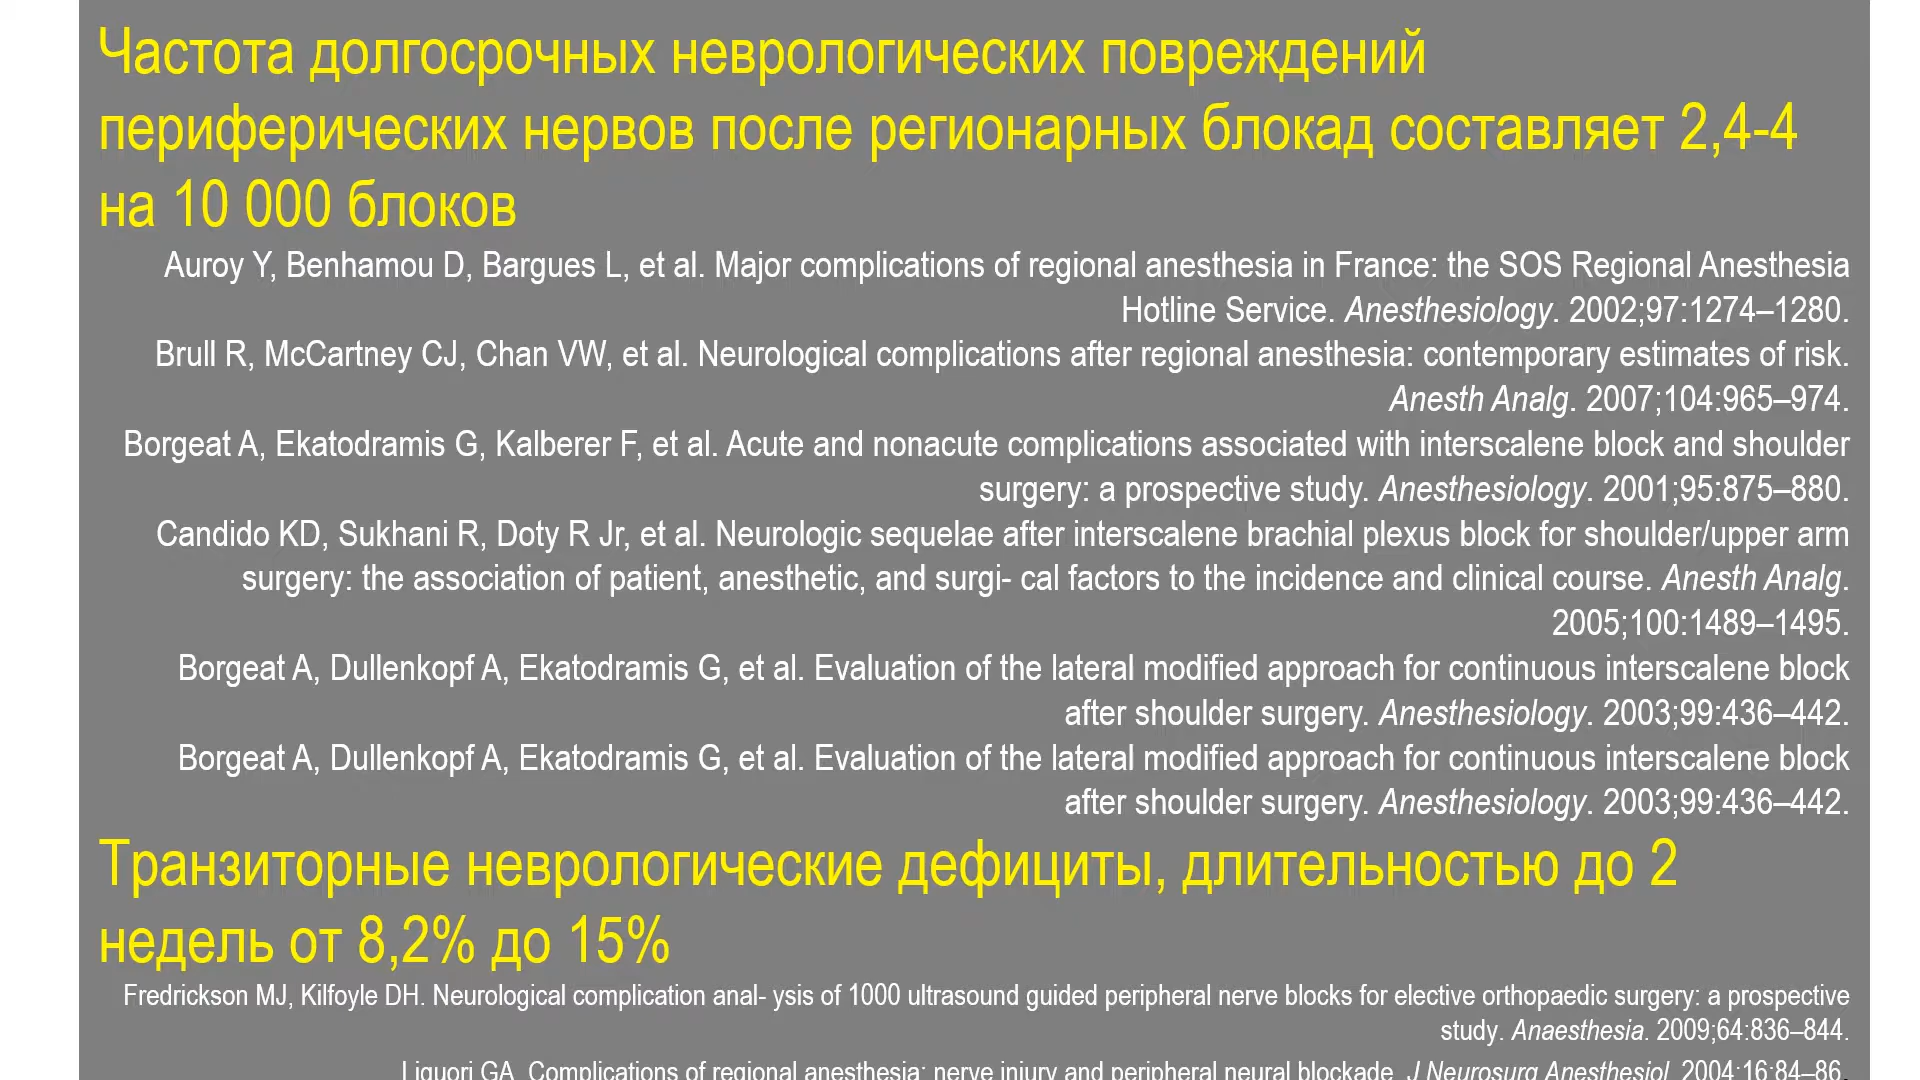 Частота долгосрочных неврологических повреждений
периферических нервов после регионарных блокад составляет 2,4-4
на 10 000 блоков
Auroy Y, Benhamou D, Bargues L, et al. Major complications of regional anesthesia in France: the SOS Regional Anesthesia
Hotline Service. Anesthesiology. 2002;97:1274–1280.
Brull R, McCartney CJ, Chan VW, et al. Neurological complications after regional anesthesia: contemporary estimates of risk.
Anesth Analg. 2007;104:965–974.
Borgeat A, Ekatodramis G, Kalberer F, et al. Acute and nonacute complications associated with interscalene block and shoulder
surgery: a prospective study. Anesthesiology. 2001;95:875–880.
Candido KD, Sukhani R, Doty R Jr, et al. Neurologic sequelae after interscalene brachial plexus block for shoulder/upper arm
surgery: the association of patient, anesthetic, and surgi- cal factors to the incidence and clinical course. Anesth Analg.
2005;100:1489–1495.
Borgeat A, Dullenkopf A, Ekatodramis G, et al. Evaluation of the lateral modified approach for continuous interscalene block
after shoulder surgery. Anesthesiology. 2003;99:436–442.
Borgeat A, Dullenkopf A, Ekatodramis G, et al. Evaluation of the lateral modified approach for continuous interscalene block
after shoulder surgery. Anesthesiology. 2003;99:436–442.
Транзиторные неврологические дефициты, длительностью до 2
недель от 8,2% до 15%
Fredrickson MJ, Kilfoyle DH. Neurological complication anal- ysis of 1000 ultrasound guided peripheral nerve blocks for elective orthopaedic surgery: a prospective
study. Anaesthesia. 2009;64:836–844.
Liguori GA. Complications of regional anesthesia: nerve injury and peripheral neural blockade. J Neurosurg Anesthesiol. 2004;16:84–86.